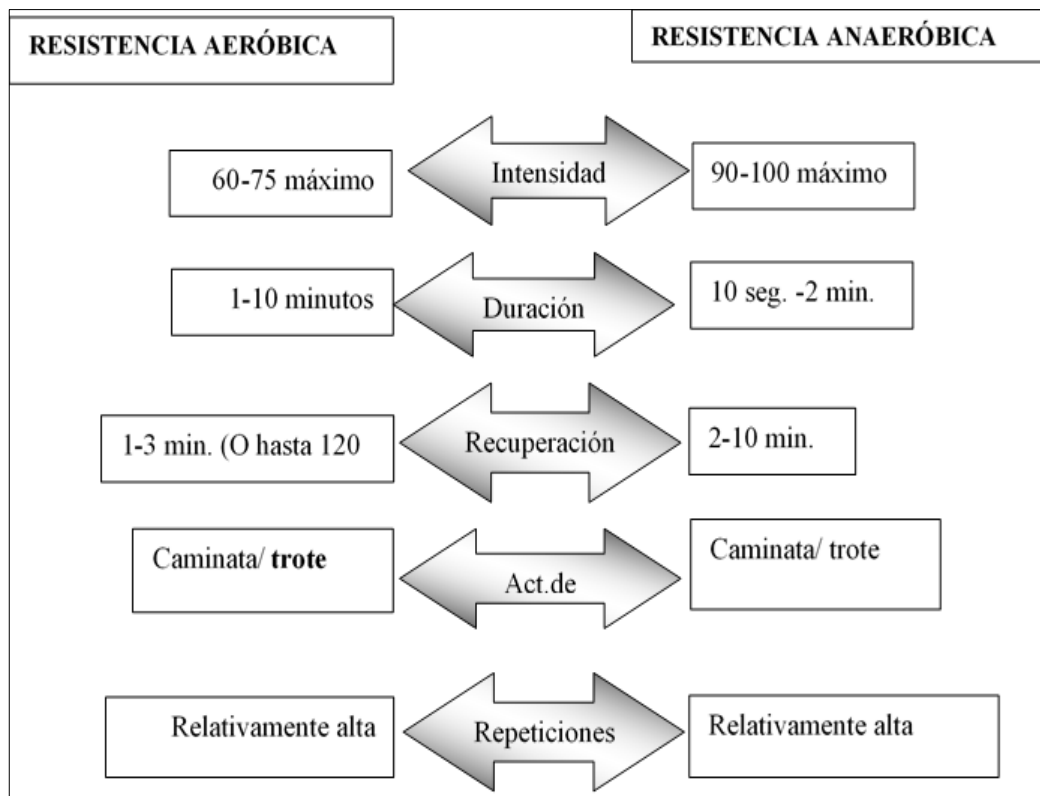 RESISTENCIA AERÓBICA
RESISTENCIA ANAERÓBICA
60-75 máximo
Intensidad
90-100 máximo
1-10 minutos
Duración
10 seg. -2 min.
1-3 min. (O hasta 120
Recuperación
2-10 min.
Caminata/ trote
Act.de
Caminata/ trote
Relativamente alta
Repeticiones
Relativamente alta